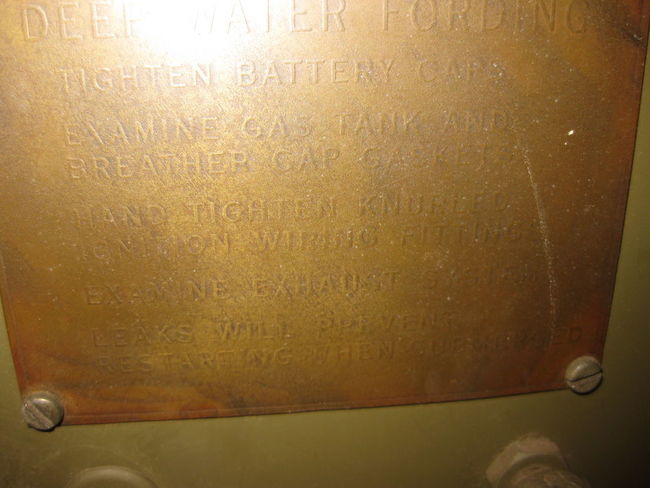 DEEP WATER FORDING
TIGHTEN BATTERY CAPS
EXAMINE GAS TANK AND
BREATHER CAP GASKETS
HAND TIGHTEN KNURLED
IGNITION WIRING FITTINGS
EXAMINE EXHAUST SYSTEM
LEAKS WILL PREVENT
RESTARTING WHEN SUBMERGED